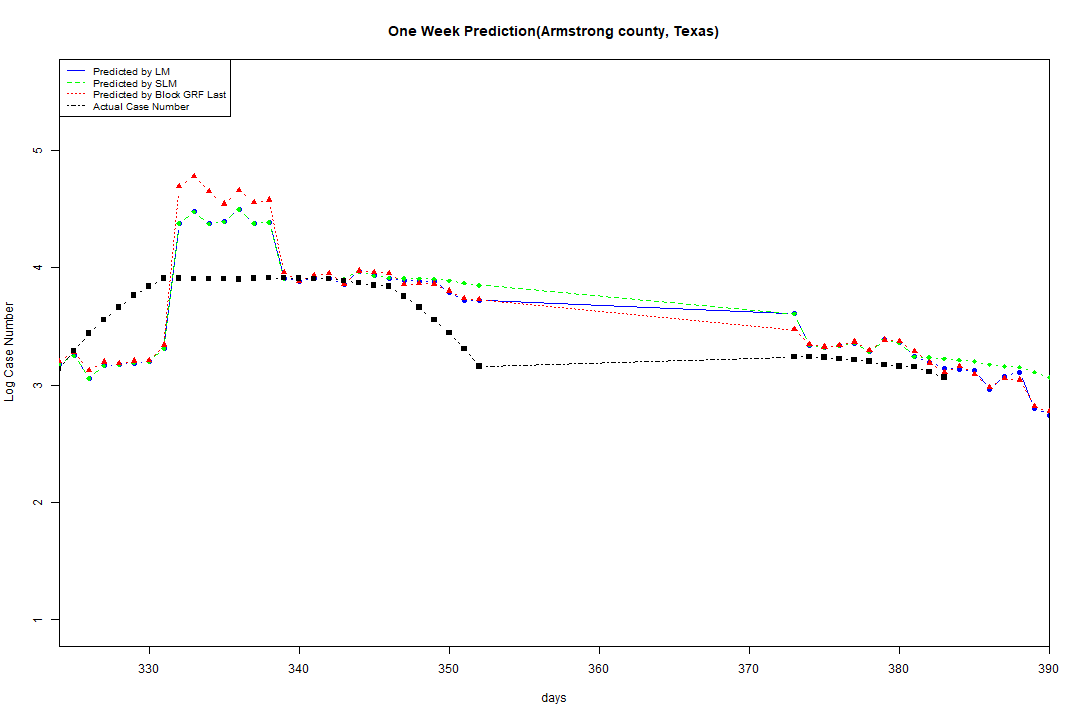 One Week Prediction(Armstrong county, Texas)
Predicted by LM
Predicted by SLM
Predicted by Block GRF Last
Actual Case Number
5
4
3
2
1
Log Case Number
330 340 350 360 370 380 390
days